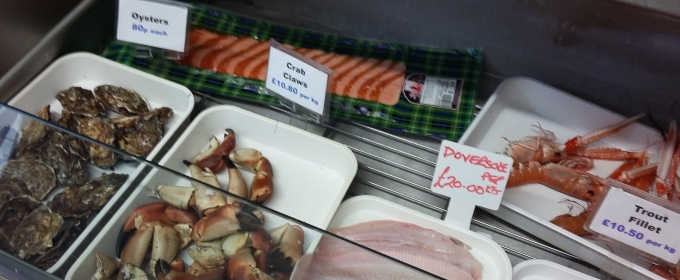 Oysters
80p each
Crab
Claws
£10.80 per kg
DOVERSOLE
PER
£20.00 KG
Trout
Fillet
£10.50 per kg